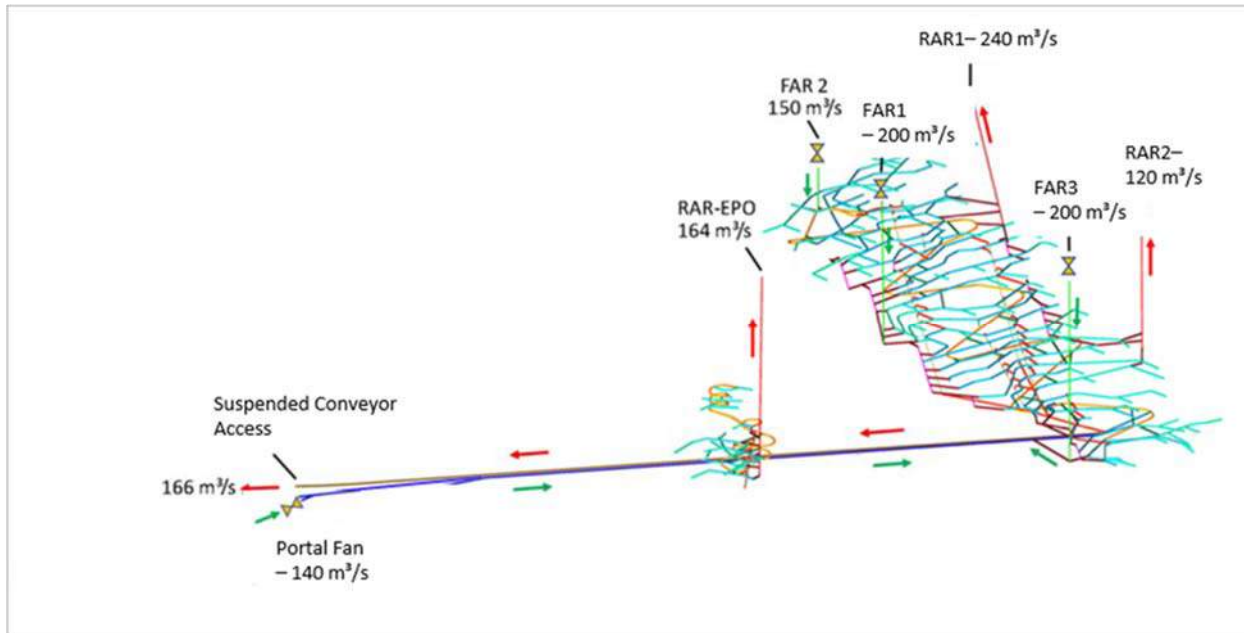 RAR1– 240 m³/s
FAR 2
150 m³/s
FAR1
– 200 m³/s
RAR2–
120 m³/s
FAR3
– 200 m³/s
RAR-EPO
164 m³/s
Suspended Conveyor
Access
166 m³/s
Portal Fan
– 140 m³/s